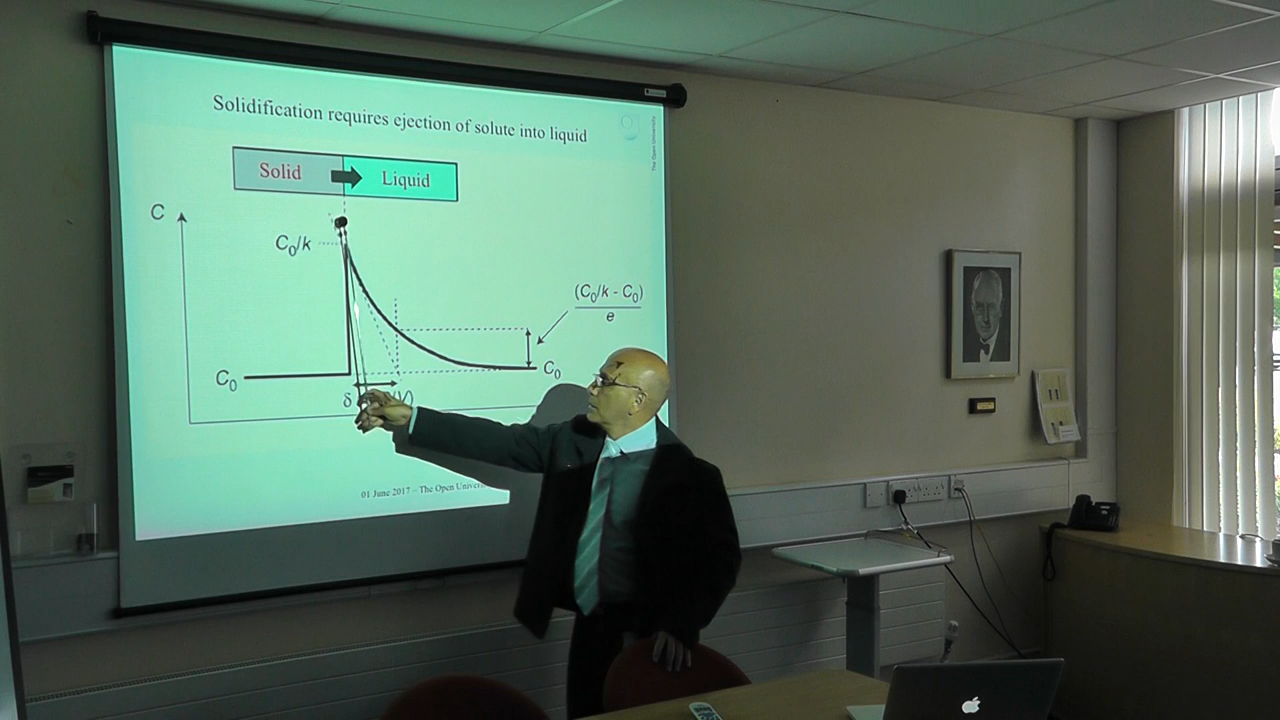 Solidification requires ejection of solute into liquid
The Open University
Solid
Liquid
C
C0/k
(C0/k - C0)
e
C0
C0
δ
01 June 2017 – The Open